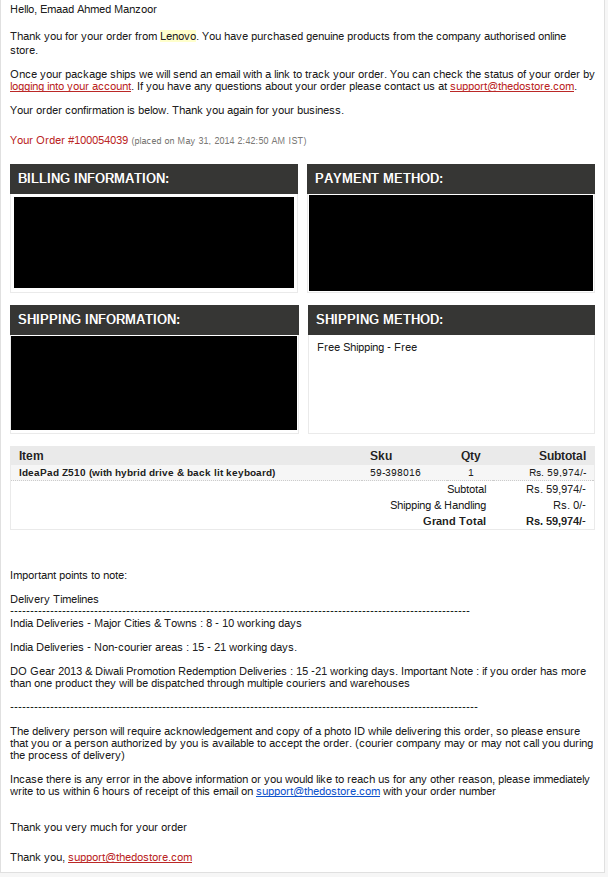 Hello, Emaad Ahmed Manzoor
Thank you for your order from Lenovo. You have purchased genuine products from the company authorised online
store.
Once your package ships we will send an email with a link to track your order. You can check the status of your order by
logging into your account. If you have any questions about your order please contact us at support@thedostore.com.
Your order confirmation is below. Thank you again for your business.
Your Order #100054039 (placed on May 31, 2014 2:42:50 AM IST)
BILLING INFORMATION: PAYMENT METHOD:
SHIPPING INFORMATION: SHIPPING METHOD:
Free Shipping - Free
Item Sku Qty Subtotal
IdeaPad Z510 (with hybrid drive & back lit keyboard) 59-398016 1 Rs. 59,974/-
Subtotal Rs. 59,974/-
Shipping & Handling Rs. 0/-
Grand Total Rs. 59,974/-
Important points to note:
Delivery Timelines
--------------------------------------------------------------------------------------------------------------------
India Deliveries - Major Cities & Towns : 8 - 10 working days
India Deliveries - Non-courier areas : 15 - 21 working days.
DO Gear 2013 & Diwali Promotion Redemption Deliveries : 15 -21 working days. Important Note : if you order has more
than one product they will be dispatched through multiple couriers and warehouses
----------------------------------------------------------------------------------------------------------------------
The delivery person will require acknowledgement and copy of a photo ID while delivering this order, so please ensure
that you or a person authorized by you is available to accept the order. (courier company may or may not call you during
the process of delivery)
Incase there is any error in the above information or you would like to reach us for any other reason, please immediately
write to us within 6 hours of receipt of this email on support@thedostore.com with your order number
Thank you very much for your order
Thank you, support@thedostore.com